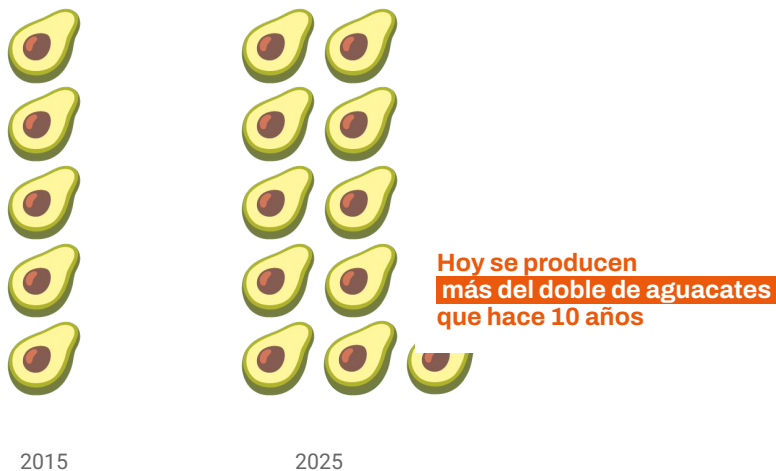 Hoy se producen
más del doble de aguacates
que hace 10 años
2015
2025